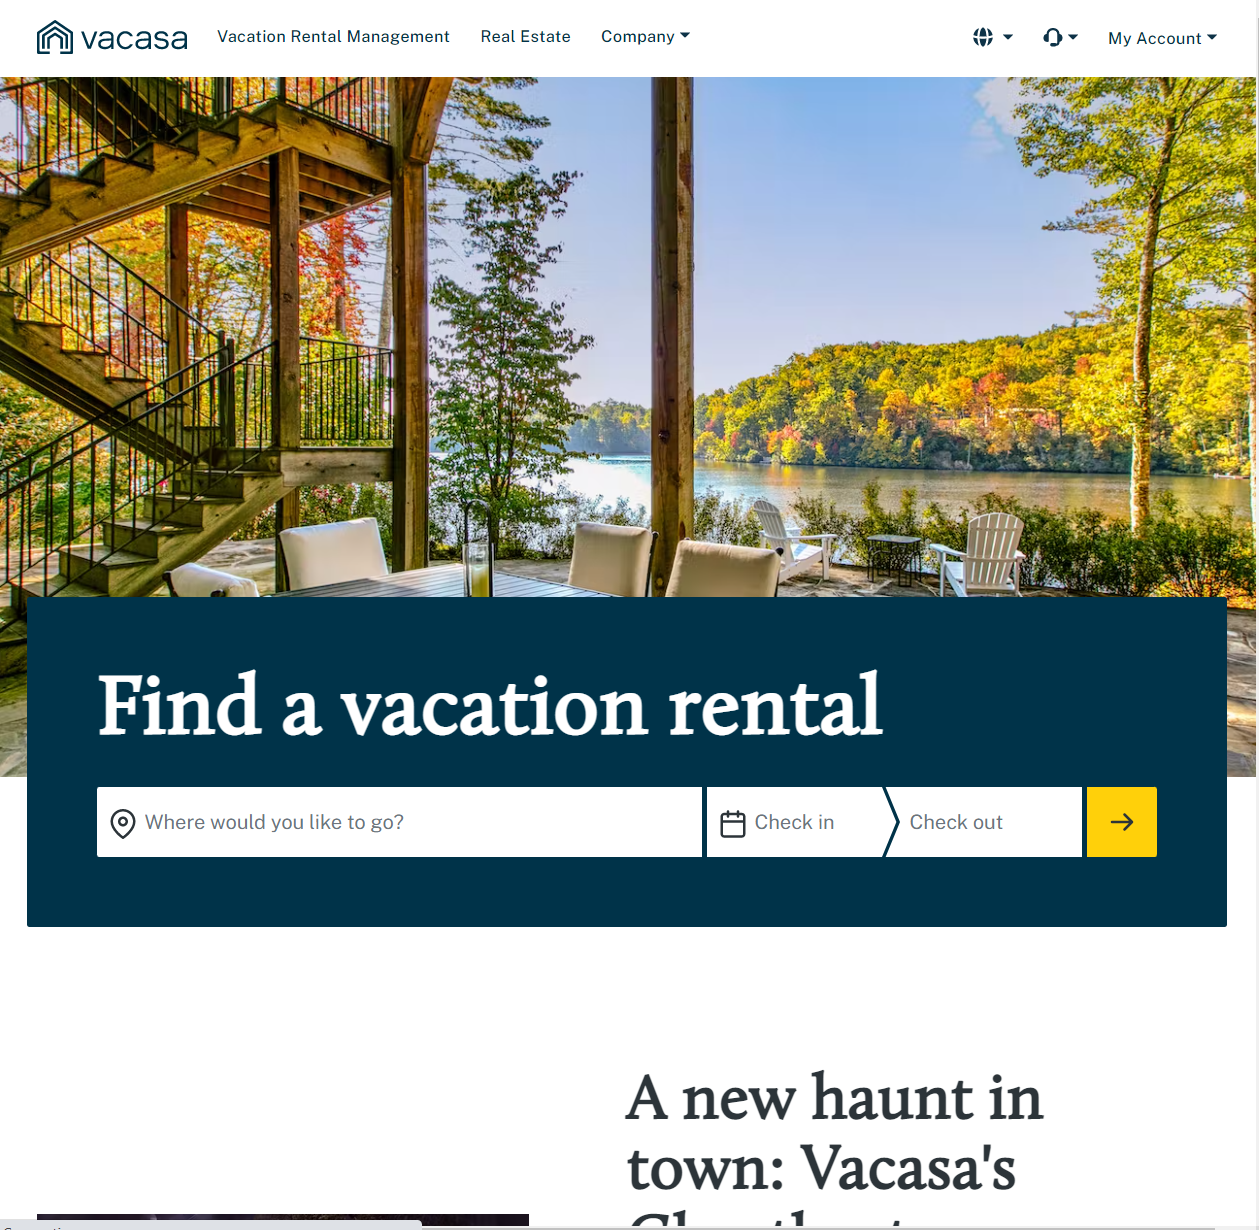 vacasa
Vacation Rental Management
Real Estate
Company
My Account
Find a vacation rental
Where would you like to go?
Check in
Check out
A new haunt in
town: Vacasa's